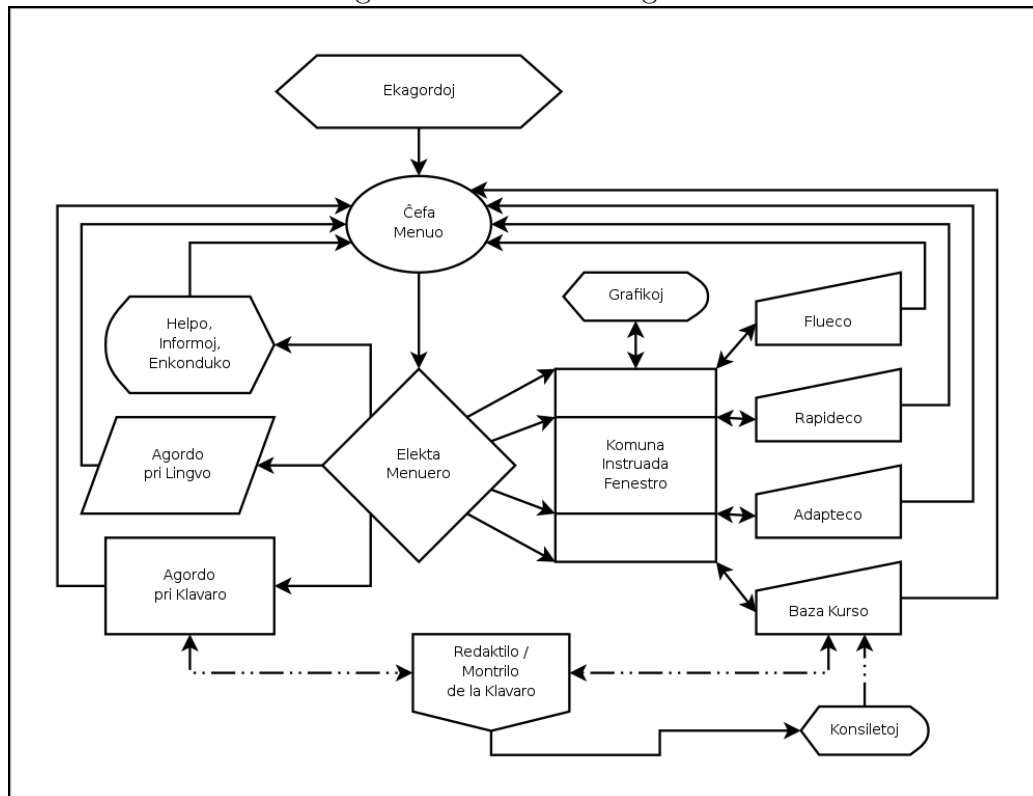 Ekagordoj
Ĉefa
Menuo
Grafikoj
Helpo,
Informoj,
Enkonduko
Flueco
Rapideco
Agordo
pri Lingvo
Elekta
Menuero
Komuna
Instruada
Fenestro
Adapteco
Agordo
pri Klavaro
Baza Kurso
Redaktilo /
Montrilo
de la Klavaro
Konsiletoj